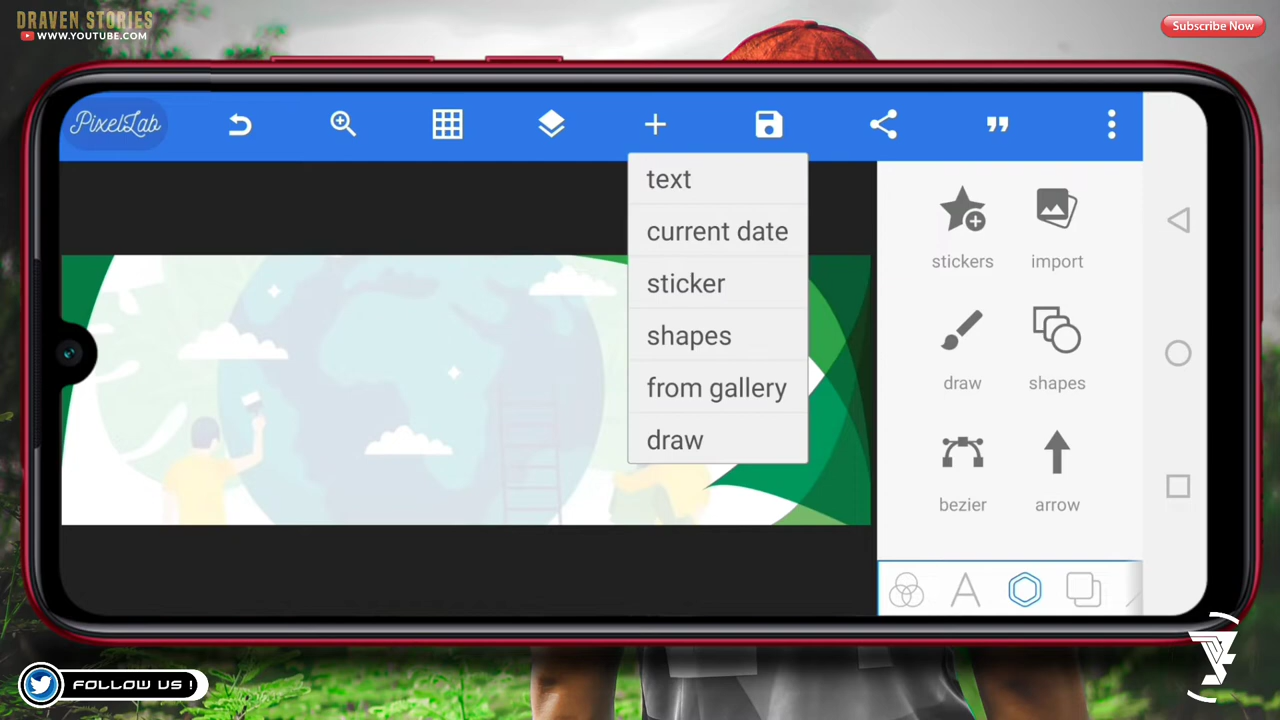 DRAVEN STORIES
WWW.YOUTUBE.COM
Subscribe Now
PixelLab
text
current date
sticker
shapes
from gallery
draw
stickers
import
draw
shapes
bezier
arrow
FOLLOW US !